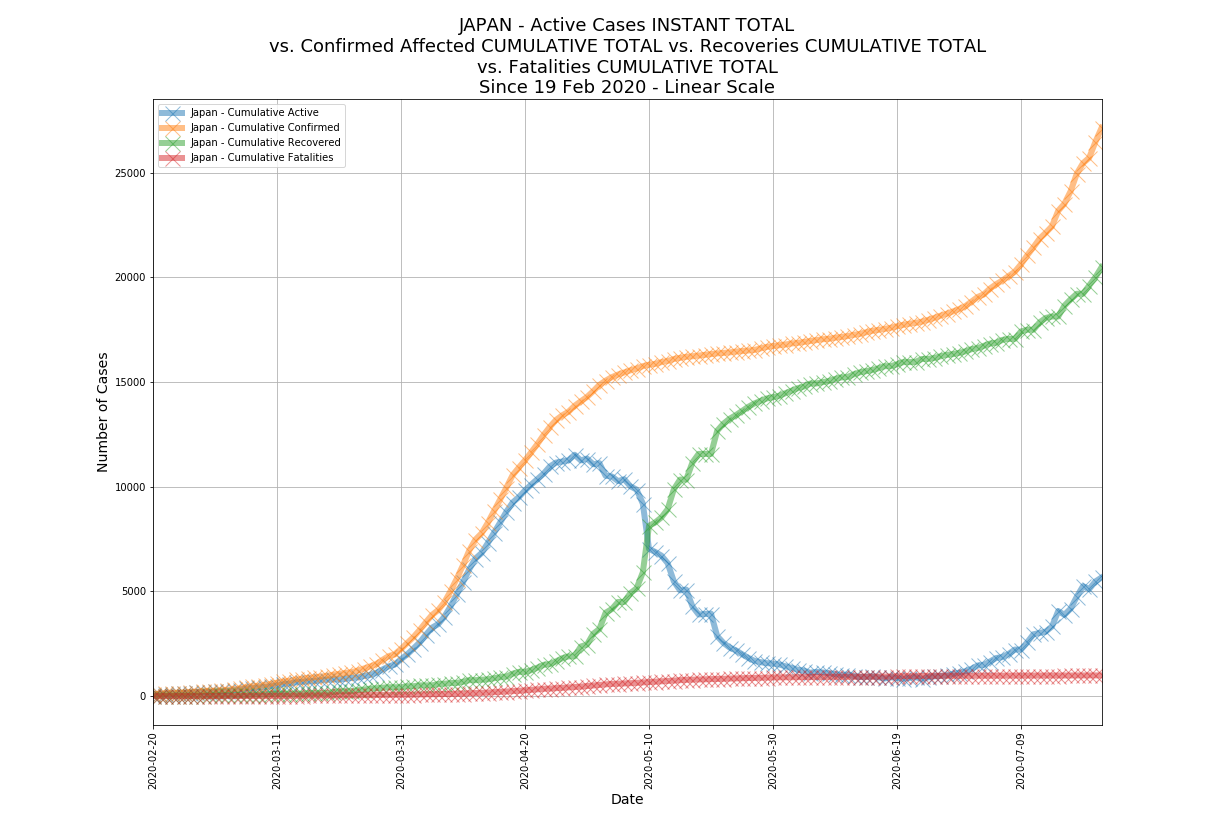 JAPAN - Active Cases INSTANT TOTAL
vs. Confirmed Affected CUMULATIVE TOTAL vs. Recoveries CUMULATIVE TOTAL
vs. Fatalities CUMULATIVE TOTAL
Since 19 Feb 2020 - Linear Scale
Japan - Cumulative Active
Japan - Cumulative Confirmed
Japan - Cumulative Recovered
Japan - Cumulative Fatalities
Number of Cases
25000
20000
15000
10000
5000
0
2020-02-20
2020-03-11
2020-03-31
2020-04-20
2020-05-10
2020-05-30
2020-06-19
2020-07-09
Date